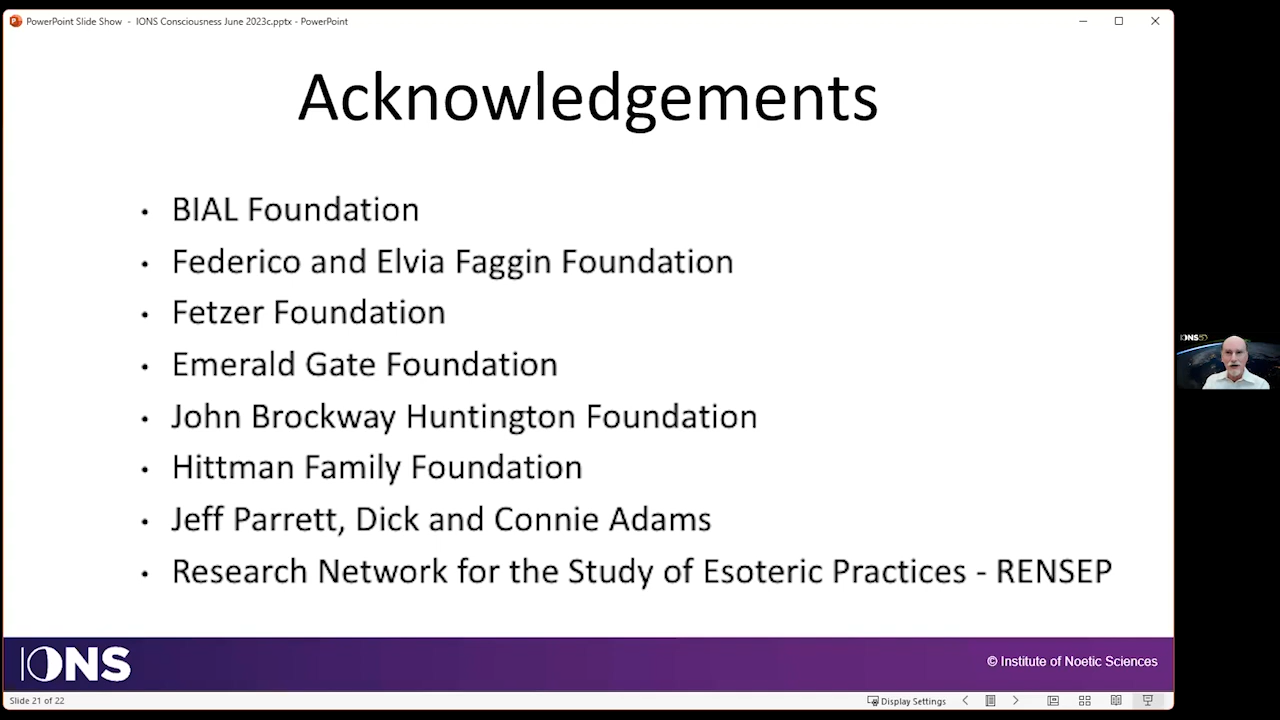 PowerPoint Slide Show - IONS Consciousness June 2023c.pptx - PowerPoint
Acknowledgements
• BIAL Foundation
• Federico and Elvia Faggin Foundation
• Fetzer Foundation
• Emerald Gate Foundation
• John Brockway Huntington Foundation
• Hittman Family Foundation
• Jeff Parrett, Dick and Connie Adams
• Research Network for the Study of Esoteric Practices - RENSEP
IONS
IONS
© Institute of Noetic Sciences
Slide 21 of 22
Display Settings